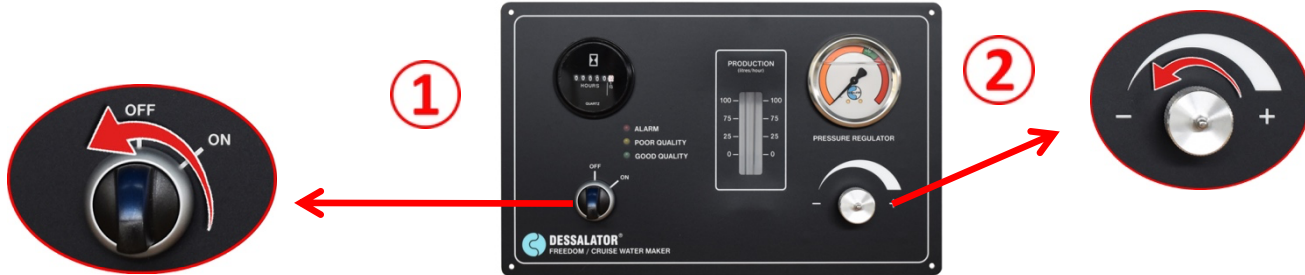 OFF
ON
1
HOURS
QUARTZ
ALARM
POOR QUALITY
GOOD QUALITY
OFF
ON
DESSALATOR®
FREEDOM / CRUISE WATER MAKER
PRODUCTION
(litres/hour)
100 100
75 75
25 25
0 0
PRESSURE REGULATOR
- +
2
- +